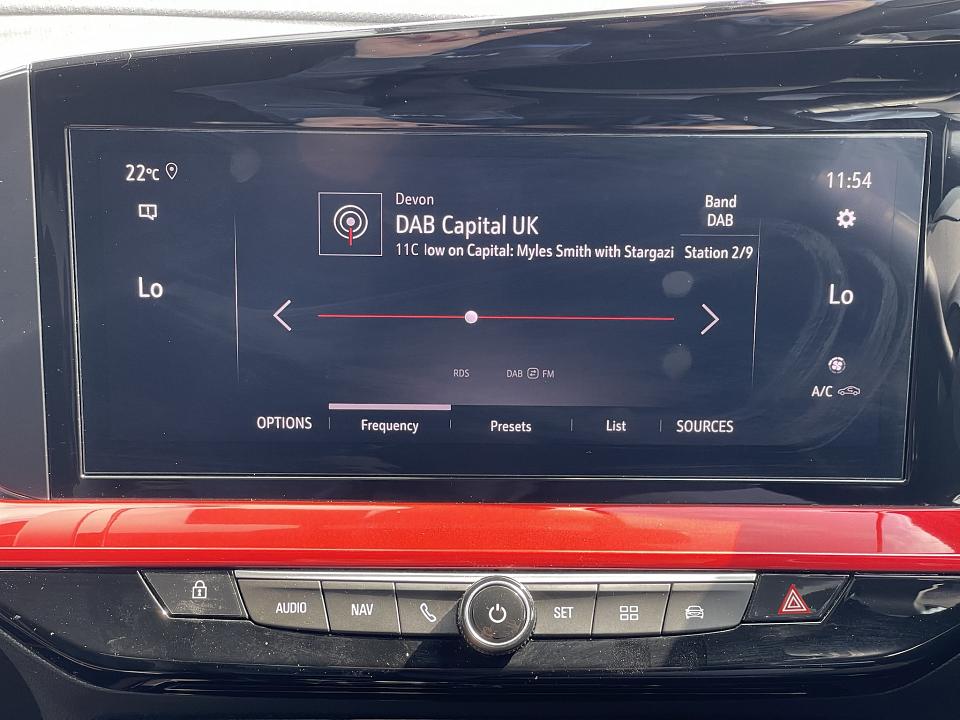 22°C
11:54
Devon
DAB Capital UK
11C low on Capital: Myles Smith with Stargazi
Band
DAB
Station 2/9
Lo
Lo
RDS
DAB FM
A/C
OPTIONS
Frequency
Presets
List
SOURCES
AUDIO
NAV
SET